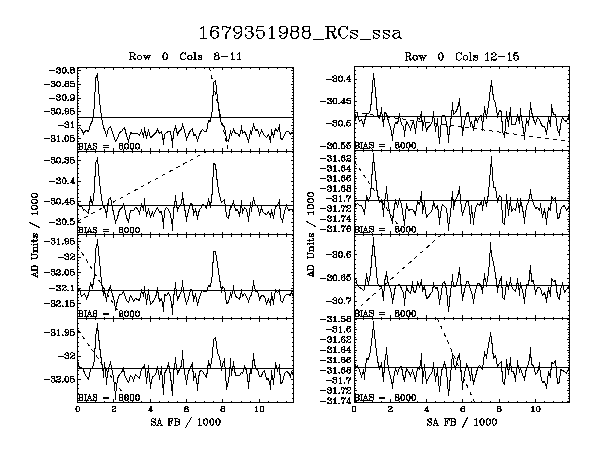 1679351988_RCs_ssa
Row 0 Cols 8-11
Row 0 Cols 12-15
-30.8
-30.85
-30.9
-30.95
-31
-31.05
BIAS = 8000
-30.35
-30.4
-30.45
-30.5
BIAS = 8000
-31.95
-32
-32.05
-32.1
-32.15
BIAS = 8000
-31.95
-32
-32.05
BIAS = 8000
0 2 4 6 8 10
SA FB / 1000
AD Units / 1000
-30.4
-30.45
-30.5
-30.55
BIAS = 8000
-31.62
-31.64
-31.66
-31.68
-31.7
-31.72
-31.74
-31.76
BIAS = 8000
-30.6
-30.65
-30.7
BIAS = 8000
-31.58
-31.6
-31.62
-31.64
-31.66
-31.68
-31.7
-31.72
-31.74
BIAS = 8000
0 2 4 6 8 10
SA FB / 1000
AD Units / 1000